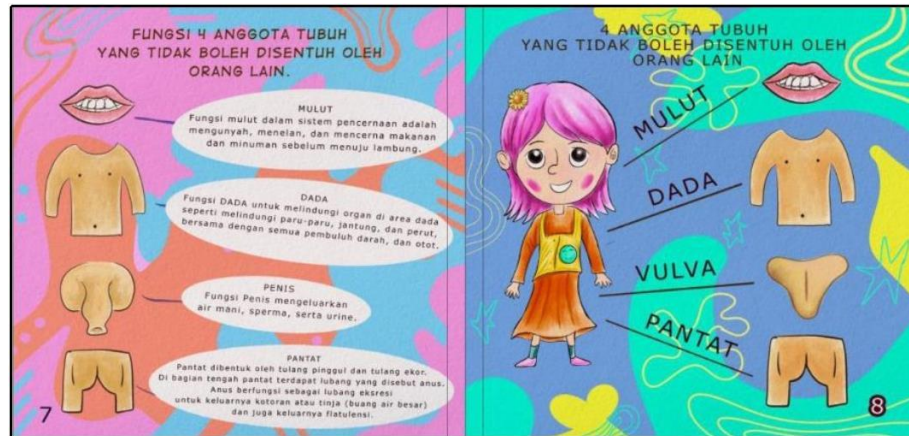 FUNGSI 4 ANGGOTA TUBUH
YANG TIDAK BOLEH DISENTUH OLEH
ORANG LAIN.
MULUT
Fungsi mulut dalam sistem pencernaan adalah
mengunyah, menelan, dan mencerna makanan
dan minuman sebelum menuju lambung.
DADA
Fungsi DADA untuk melindungi organ di area dada
seperti melindungi paru-paru, jantung, dan perut,
bersama dengan semua pembuluh darah, dan otot.
PENIS
Fungsi Penis mengeluarkan
air mani, sperma, serta urine.
PANTAT
Pantat dibentuk oleh tulang pinggul dan tulang ekor.
Di bagian tengah pantat terdapat lubang yang disebut anus.
Anus berfungsi sebagai lubang eksresi
untuk keluarnya kotoran atau tinja (buang air besar)
dan juga keluarnya flatulensi.
7
4 ANGGOTA TUBUH
YANG TIDAK BOLEH DISENTUH OLEH
ORANG LAIN
MULUT
DADA
VULVA
PANTAT
8